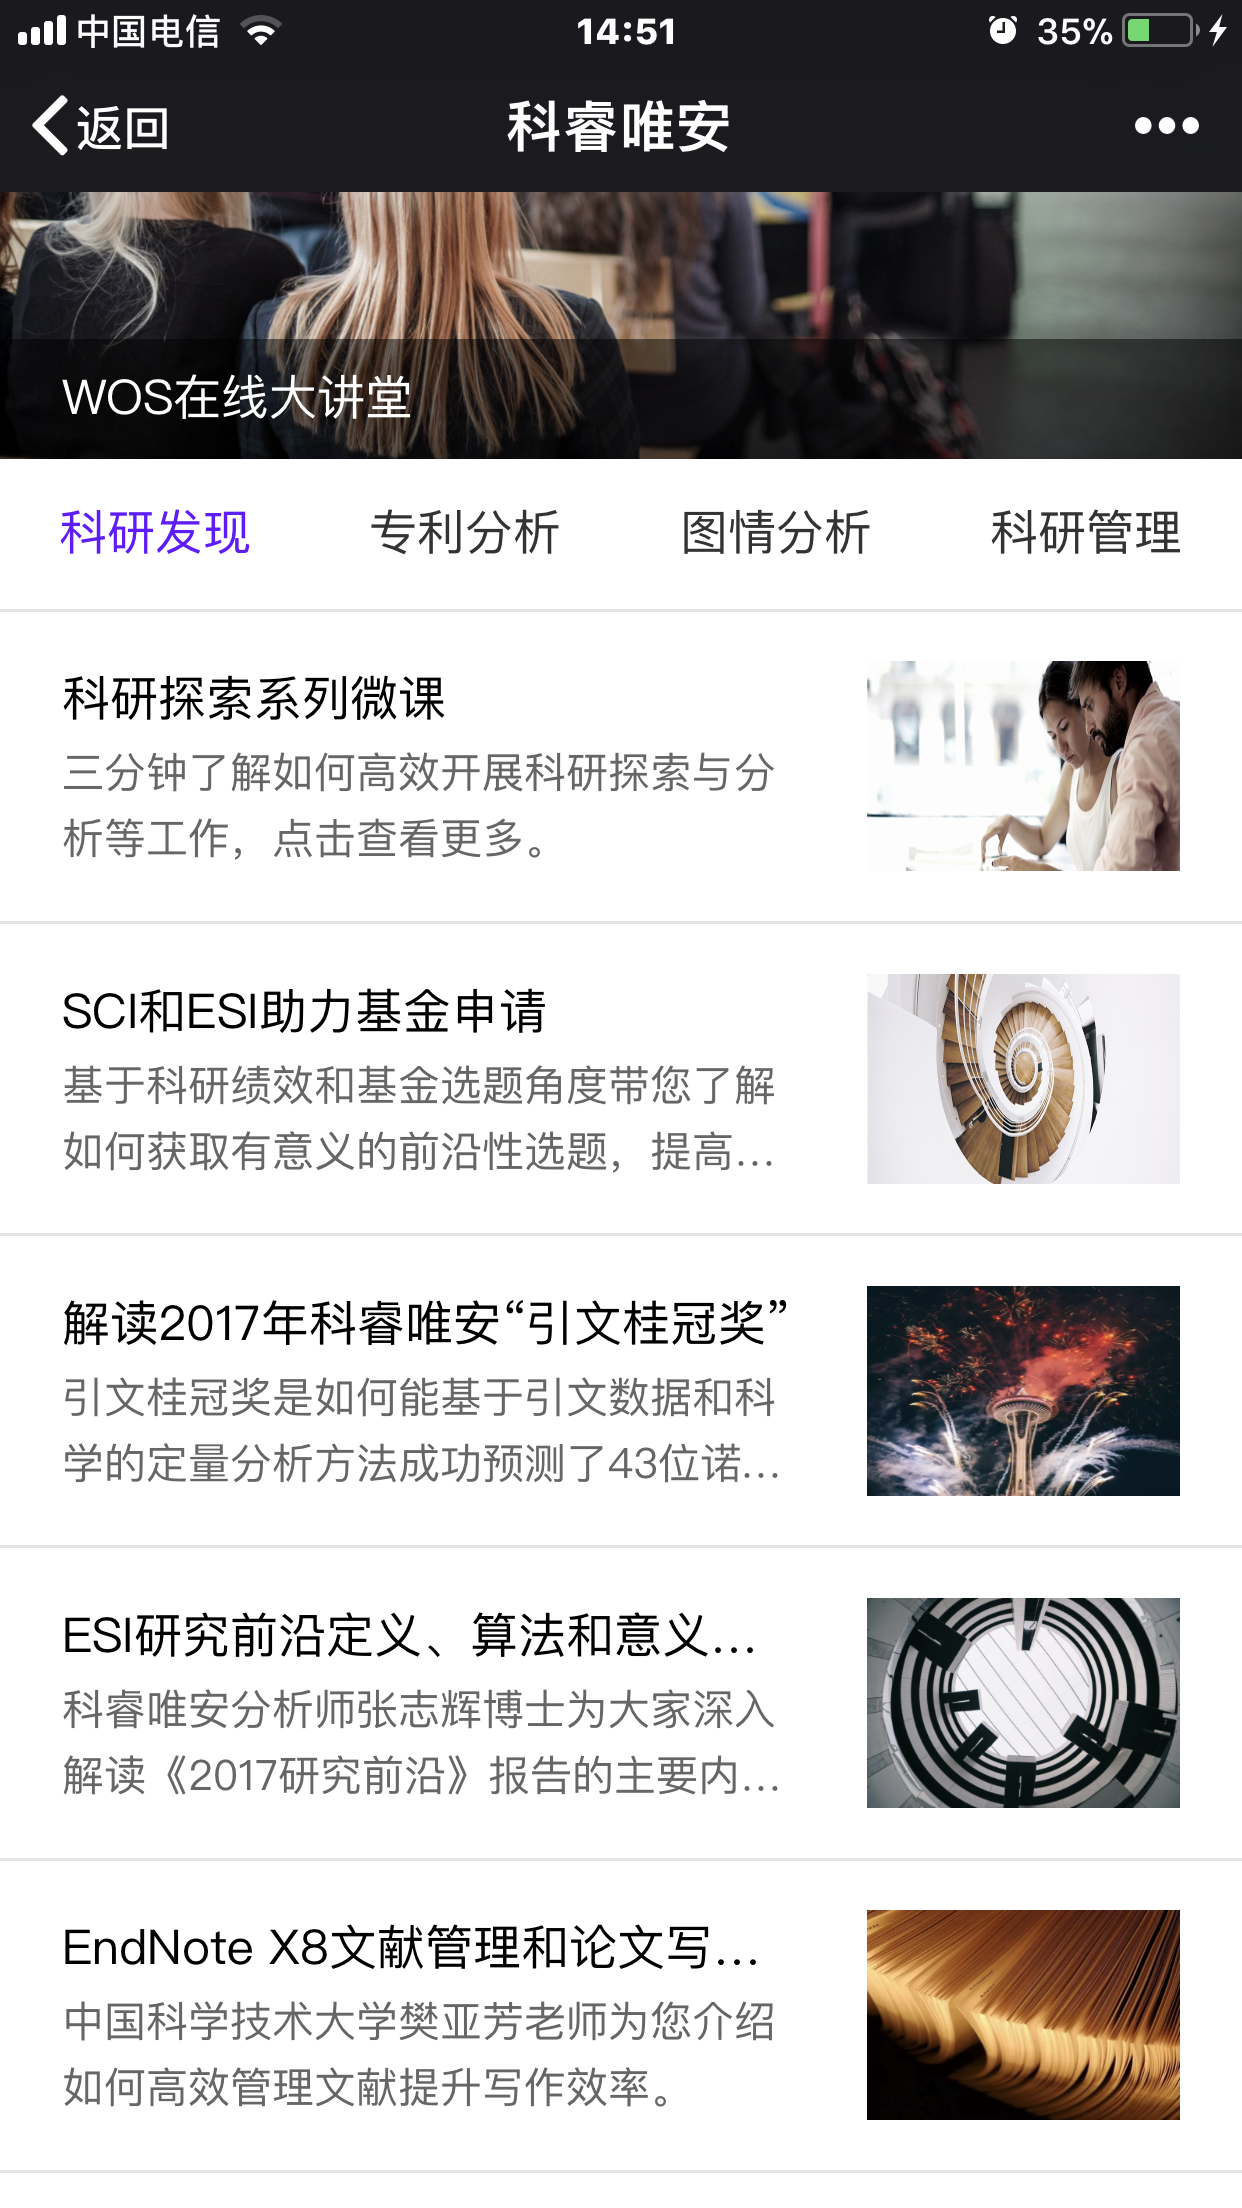 中国电信 14:51 35%
返回 科睿唯安
WOS在线大讲堂
科研发现 专利分析 图情分析 科研管理
科研探索系列微课
三分钟了解如何高效开展科研探索与分
析等工作，点击查看更多。
SCI和ESI助力基金申请
基于科研绩效和基金选题角度带您了解
如何获取有意义的前沿性选题，提高...
解读2017年科睿唯安“引文桂冠奖”
引文桂冠奖是如何能基于引文数据和科
学的定量分析方法成功预测了43位诺...
ESI研究前沿定义、算法和意义...
科睿唯安分析师张志辉博士为大家深入
解读《2017研究前沿》报告的主要内...
EndNote X8文献管理和论文写...
中国科学技术大学樊亚芳老师为您介绍
如何高效管理文献提升写作效率。